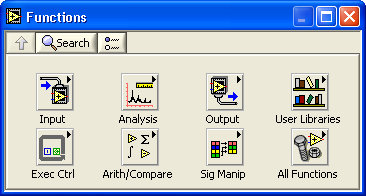 Functions
Search
Input Analysis Output User Libraries
Exec Ctrl Arith/Compare Sig Manip All Functions